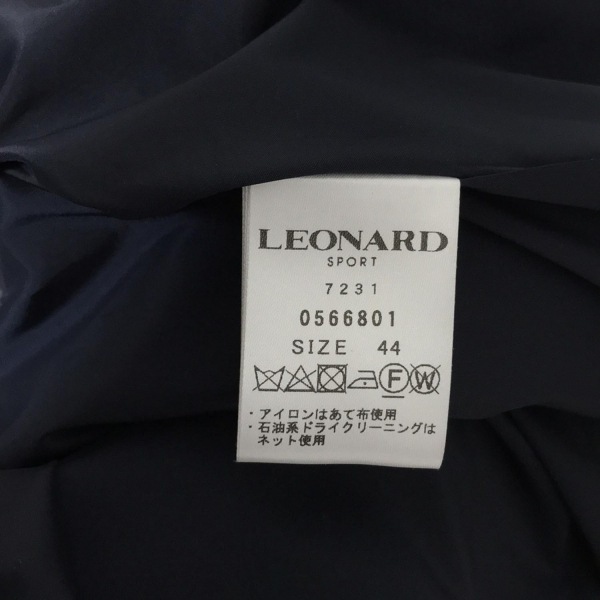 LEONARD
SPORT
7231
0566801
SIZE 44
F W
・アイロンはあて布使用
・石油系ドライクリーニングは
ネット使用